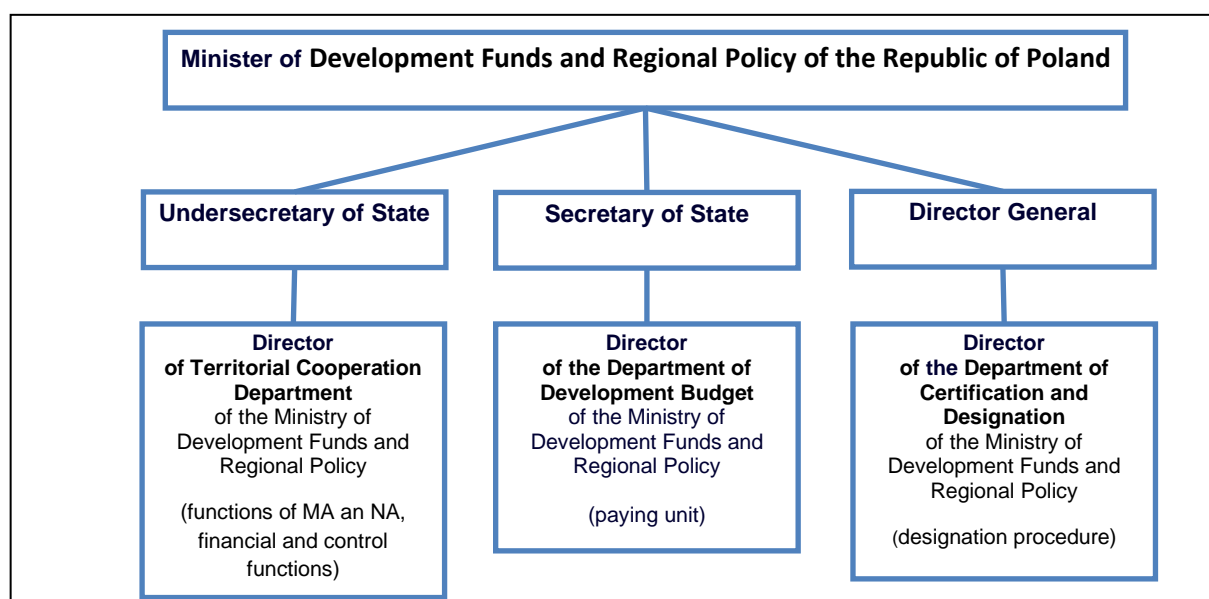 Minister of Development Funds and Regional Policy of the Republic of Poland
Undersecretary of State
Secretary of State
Director General
Director
of Territorial Cooperation
Department
of the Ministry of
Development Funds and
Regional Policy
(functions of MA an NA,
financial and control
functions)
Director
of the Department of
Development Budget
of the Ministry of
Development Funds and
Regional Policy
(paying unit)
Director
of the Department of
Certification and
Designation
of the Ministry of
Development Funds and
Regional Policy
(designation procedure)